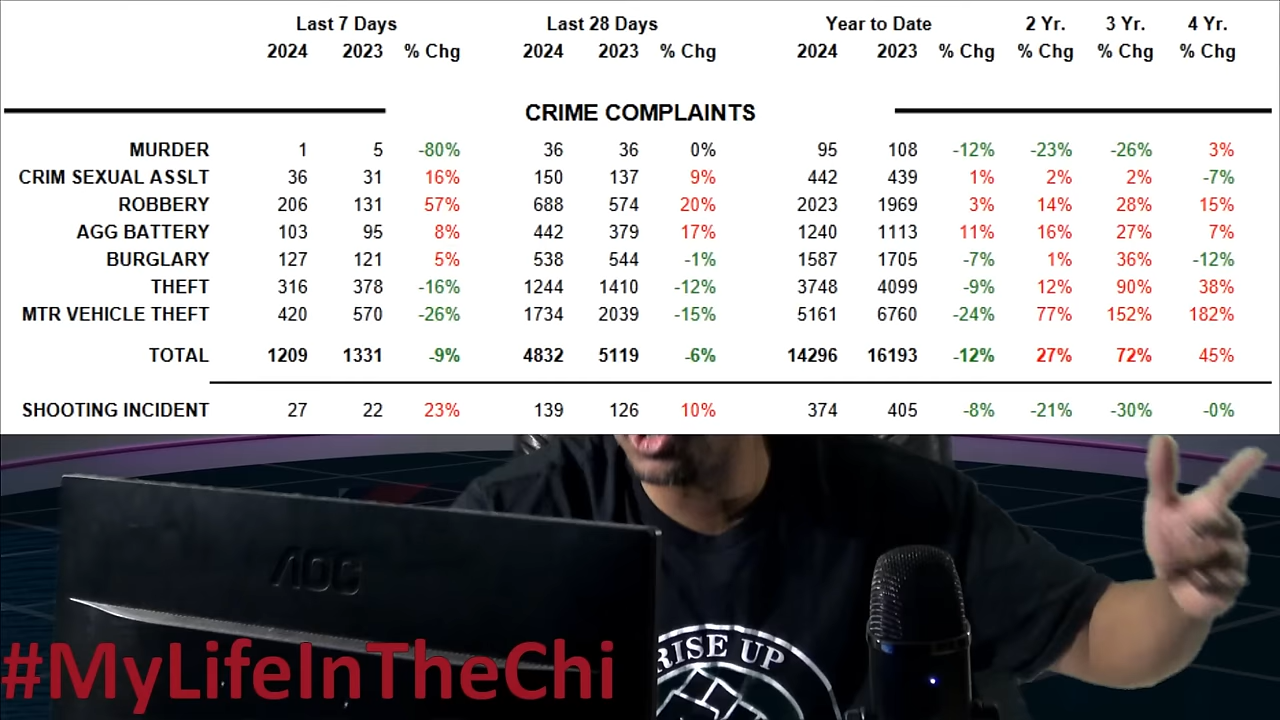 Last 7 Days Last 28 Days Year to Date 2 Yr. 3 Yr. 4 Yr.
2024 2023 % Chg 2024 2023 % Chg 2024 2023 % Chg % Chg % Chg % Chg
CRIME COMPLAINTS
MURDER 1 5 -80% 36 36 0% 95 108 -12% -23% -26% 3%
CRIM SEXUAL ASSLT 36 31 16% 150 137 9% 442 439 1% 2% 2% -7%
ROBBERY 206 131 57% 688 574 20% 2023 1969 3% 14% 28% 15%
AGG BATTERY 103 95 8% 442 379 17% 1240 1113 11% 16% 27% 7%
BURGLARY 127 121 5% 538 544 -1% 1587 1705 -7% 1% 36% -12%
THEFT 316 378 -16% 1244 1410 -12% 3748 4099 -9% 12% 90% 38%
MTR VEHICLE THEFT 420 570 -26% 1734 2039 -15% 5161 6760 -24% 77% 152% 182%
TOTAL 1209 1331 -9% 4832 5119 -6% 14296 16193 -12% 27% 72% 45%
SHOOTING INCIDENT 27 22 23% 139 126 10% 374 405 -8% -21% -30% -0%
AOC
RISE UP
#MyLifeInTheChi